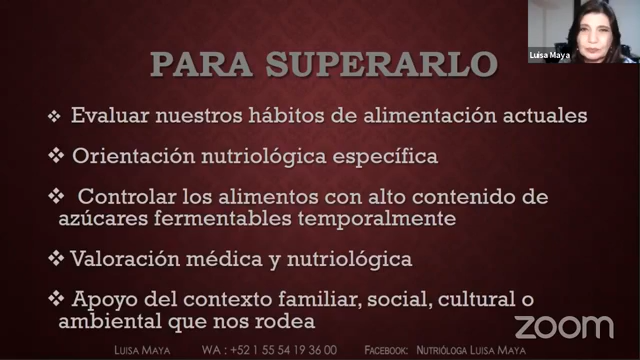 Luisa Maya
PARA SUPERARLO
❖ Evaluar nuestros hábitos de alimentación actuales
❖ Orientación nutriológica específica
❖ Controlar los alimentos con alto contenido de
azúcares fermentables temporalmente
❖ Valoración médica y nutriológica
❖ Apoyo del contexto familiar, social, cultural o
ambiental que nos rodea
zoom
Luisa Maya WA : +52 1 55 54 19 36 00 Facebook: Nutrióloga Luisa Maya